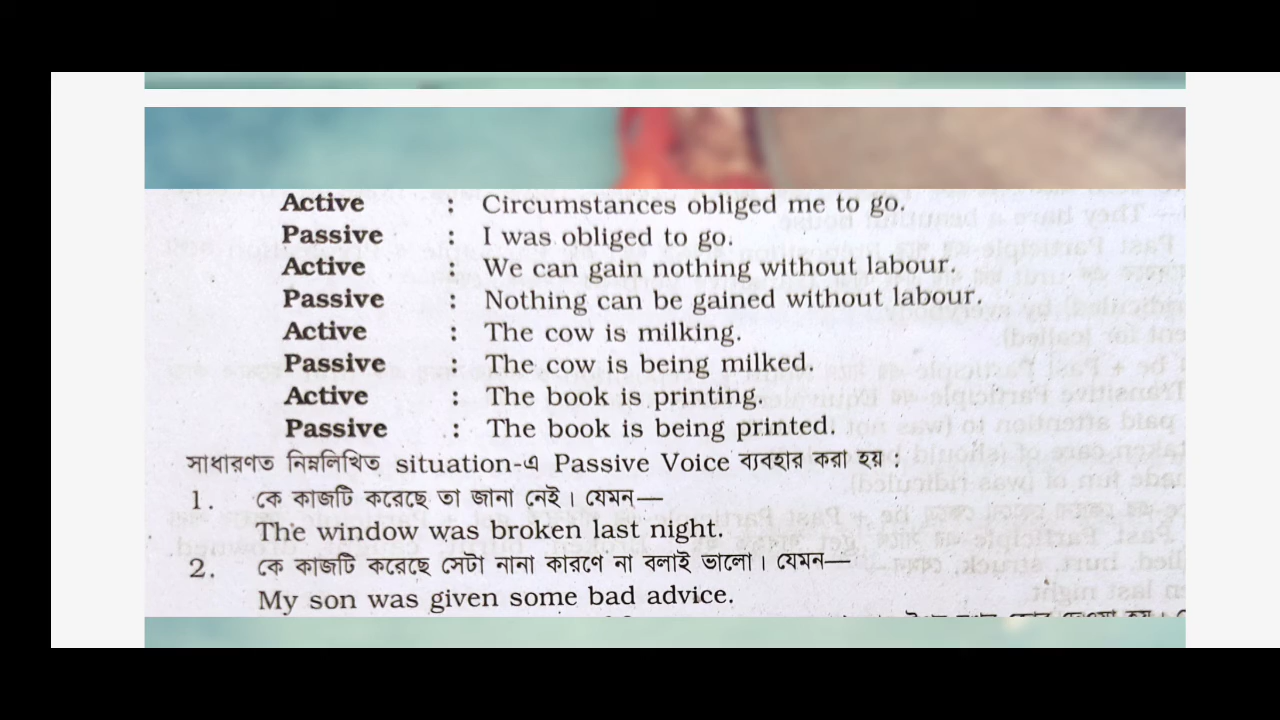 Active : Circumstances obliged me to go.
Passive : I was obliged to go.
Active : We can gain nothing without labour.
Passive : Nothing can be gained without labour.
Active : The cow is milking.
Passive : The cow is being milked.
Active : The book is printing.
Passive : The book is being printed.
সাধারণত নিম্নলিখিত situation-এ Passive Voice ব্যবহার করা হয় :
1. কে কাজটি করেছে তা জানা নেই। যেমন—
The window was broken last night.
2. কে কাজটি করেছে সেটা নানা কারণে না বলাই ভালো। যেমন—
My son was given some bad advice.